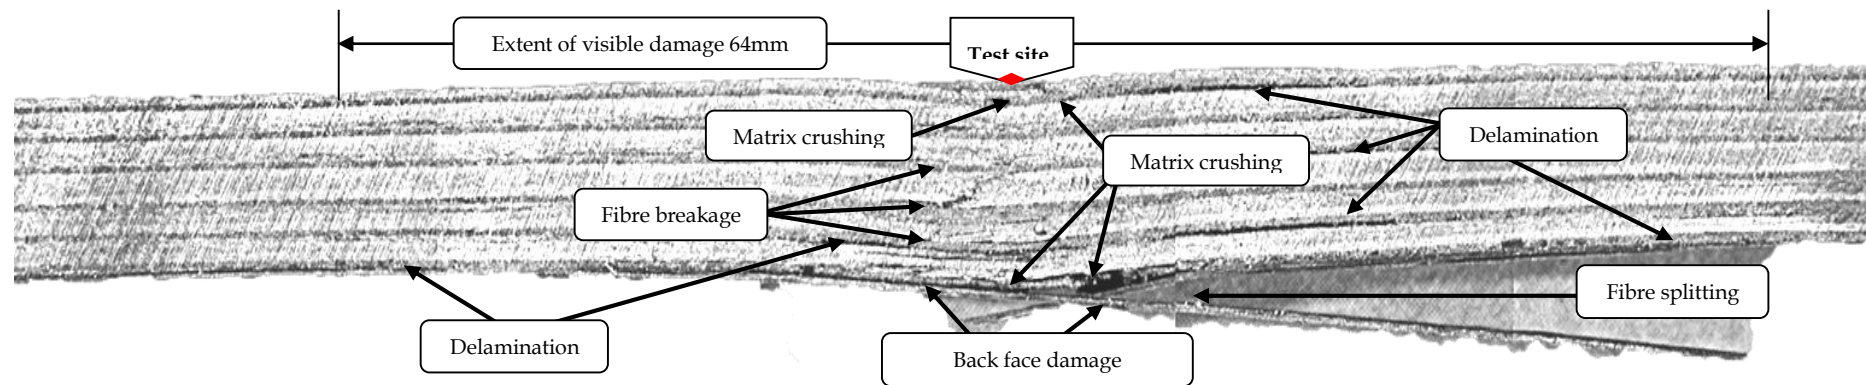 Extent of visible damage 64mm
Test site
Matrix crushing
Matrix crushing
Delamination
Fibre breakage
Fibre splitting
Delamination
Back face damage